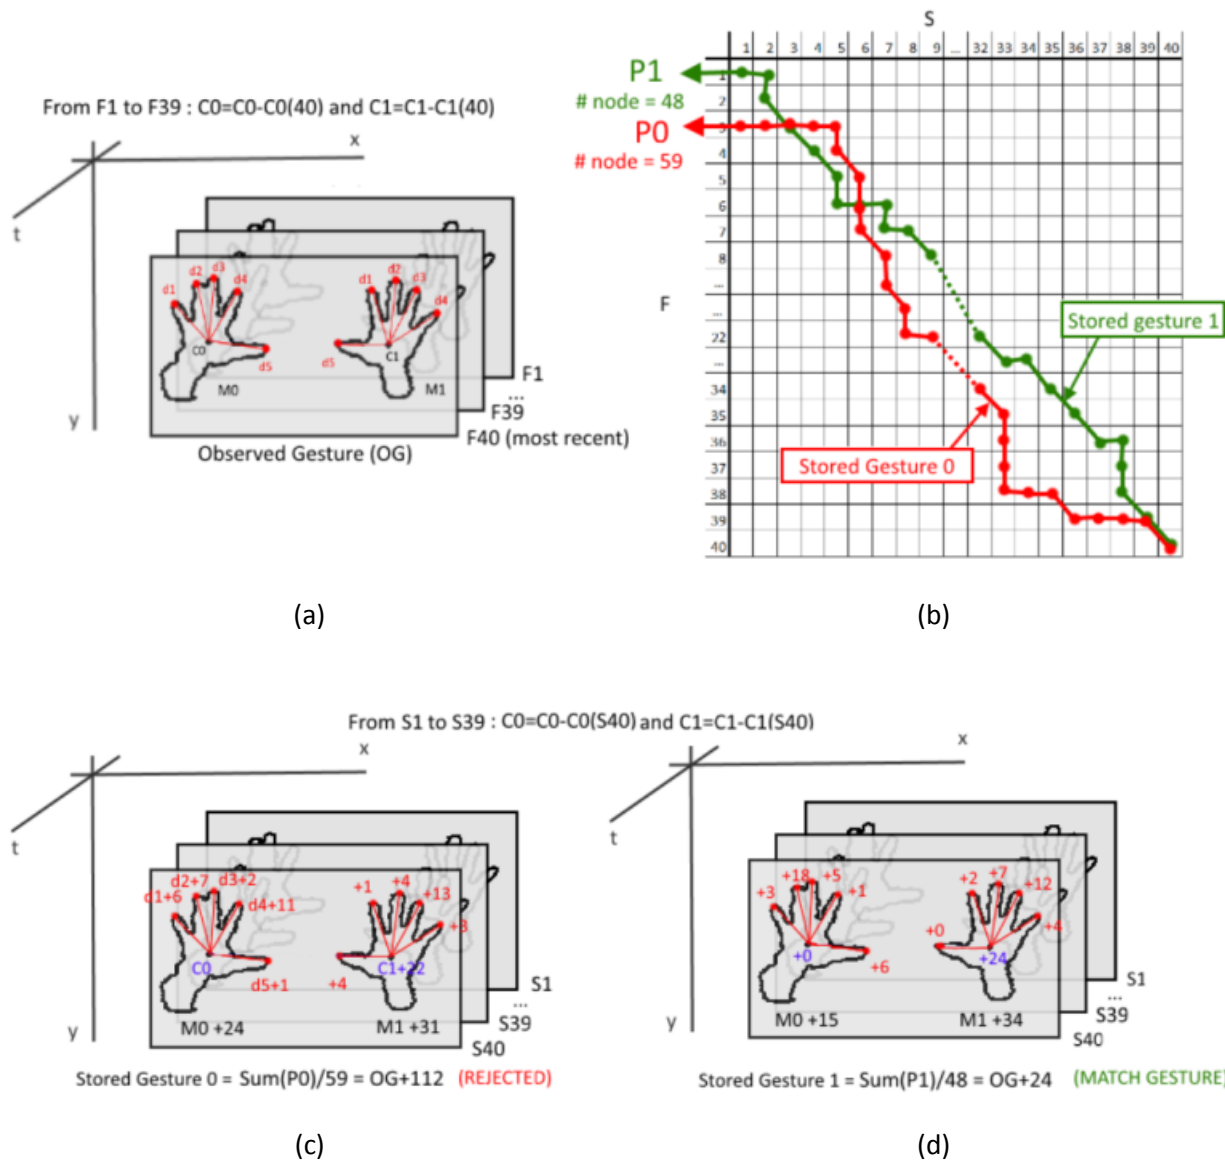 From F1 to F39 : C0=C0-C0(40) and C1=C1-C1(40)
x
t
y
d1
d2
d3
d4
d5
C0
M0
d1
d2
d3
d4
d5
C1
M1
F1
...
F39
F40 (most recent)
Observed Gesture (OG)
(a)
S
1 2 3 4 5 6 7 8 9 ... 32 33 34 35 36 37 38 39 40
P1
# node = 48
P0
# node = 59
F
1
2
3
4
5
6
7
8
...
...
22
...
34
35
36
37
38
39
40
Stored gesture 1
Stored Gesture 0
(b)
From S1 to S39 : C0=C0-C0(S40) and C1=C1-C1(S40)
x
t
y
d1+6
d2+7
d3+2
d4+11
d5+1
C0
M0 +24
+1
+4
+13
+3
+4
C1+22
M1 +31
S1
...
S39
S40
Stored Gesture 0 = Sum(P0)/59 = OG+112 (REJECTED)
(c)
x
t
y
+3
+18
+5
+1
+6
+0
M0 +15
+2
+7
+12
+4
+0
+24
M1 +34
S1
...
S39
S40
Stored Gesture 1 = Sum(P1)/48 = OG+24 (MATCH GESTURE)
(d)